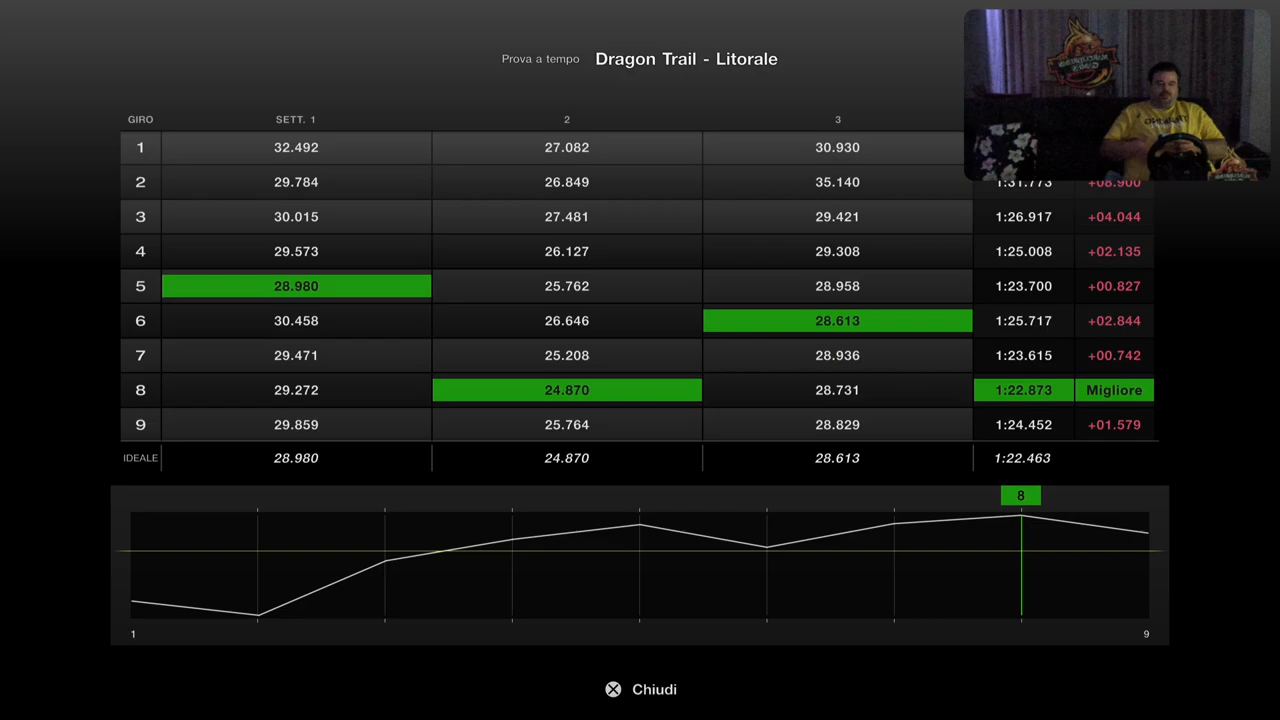 Prova a tempo Dragon Trail - Litorale
GIRO SETT. 1 2 3
1 32.492 27.082 30.930
2 29.784 26.849 35.140 1:31.773 +08.900
3 30.015 27.481 29.421 1:26.917 +04.044
4 29.573 26.127 29.308 1:25.008 +02.135
5 28.980 25.762 28.958 1:23.700 +00.827
6 30.458 26.646 28.613 1:25.717 +02.844
7 29.471 25.208 28.936 1:23.615 +00.742
8 29.272 24.870 28.731 1:22.873 Migliore
9 29.859 25.764 28.829 1:24.452 +01.579
IDEALE 28.980 24.870 28.613 1:22.463
8
1 9
Chiudi